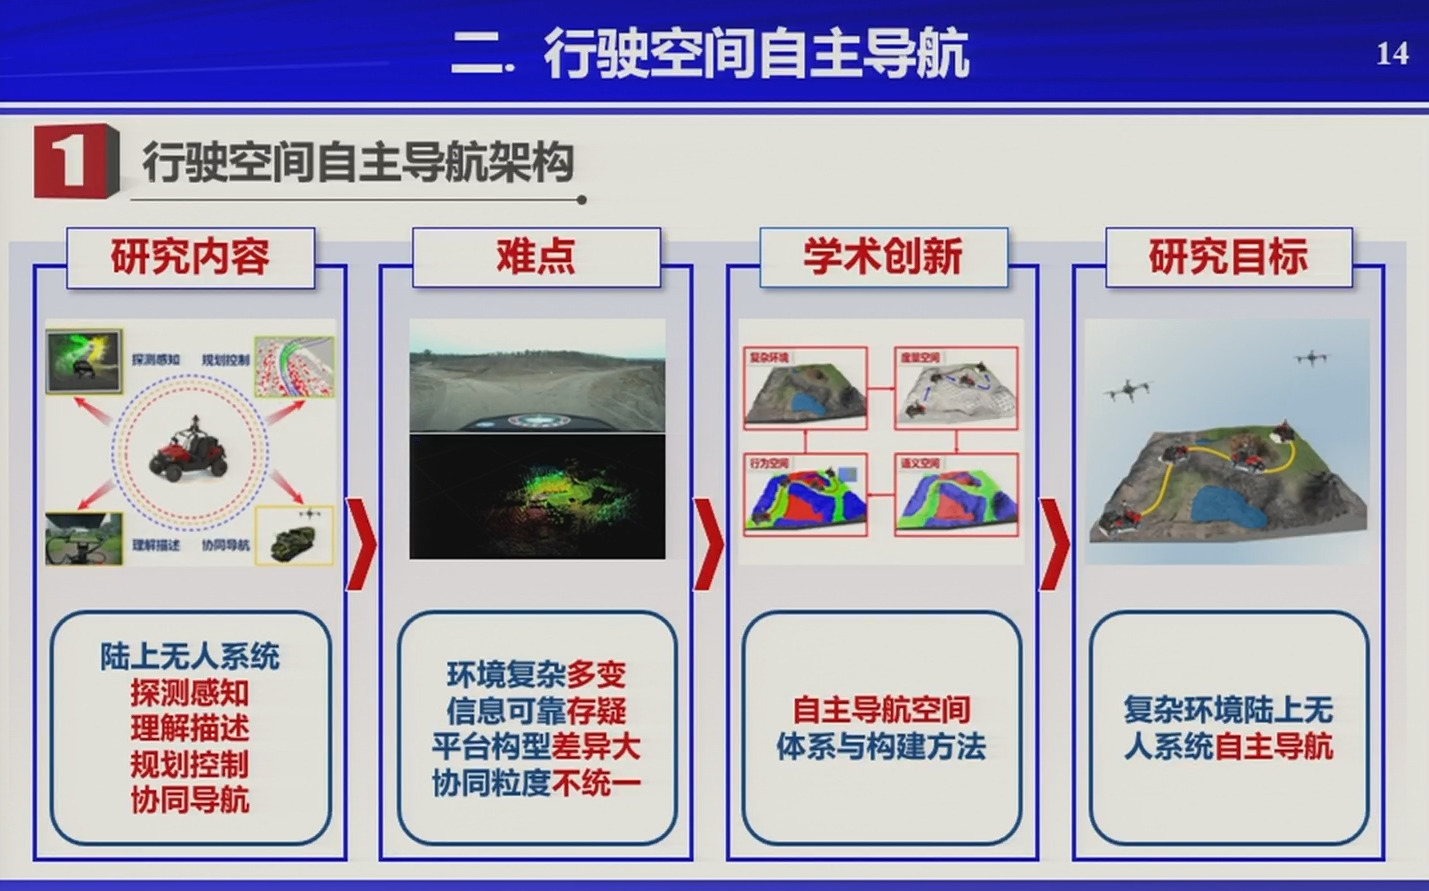 二. 行驶空间自主导航
14
1
行驶空间自主导航架构
研究内容
探测感知
规划控制
理解描述
协同导航
陆上无人系统
探测感知
理解描述
规划控制
协同导航
难点
环境复杂多变
信息可靠存疑
平台构型差异大
协同粒度不统一
学术创新
复杂环境
度量空间
行为空间
语义空间
自主导航空间
体系与构建方法
研究目标
复杂环境陆上无
人系统自主导航